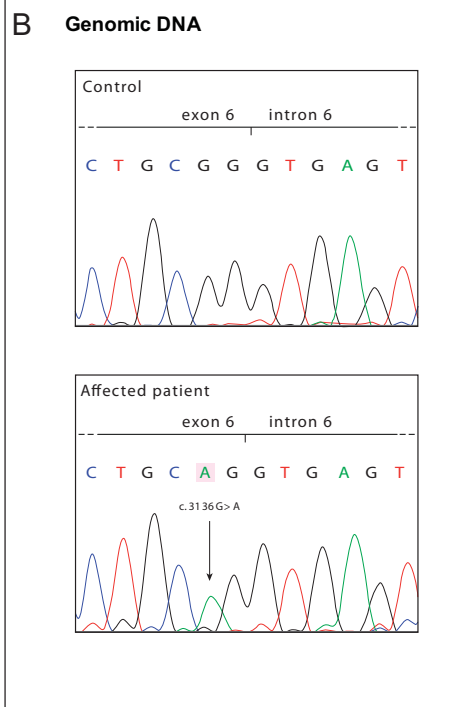 B Genomic DNA
Control
exon 6 intron 6
C T G C G G G T G A G T
Affected patient
exon 6 intron 6
C T G C A G G T G A G T
c.3136G>A